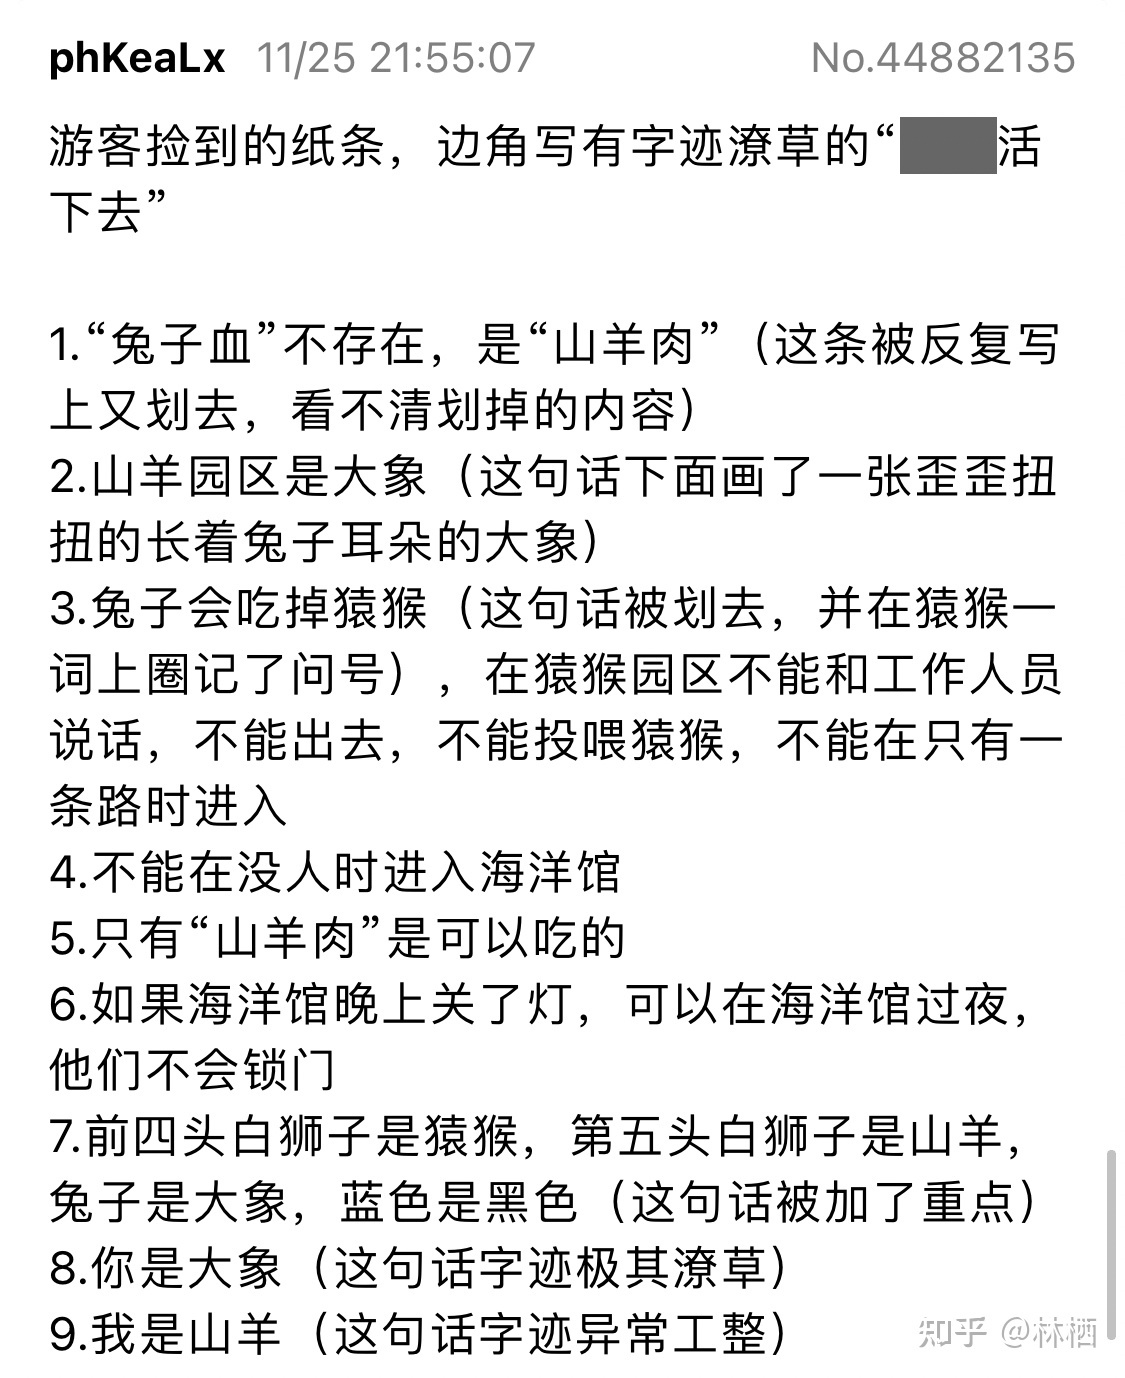 phKeaLx 11/25 21:55:07 No.44882135
游客捡到的纸条，边角写有字迹潦草的“活
下去”
1.“兔子血”不存在，是“山羊肉”（这条被反复写
上又划去，看不清划掉的内容）
2.山羊园区是大象（这句话下面画了一张歪歪扭
扭的长着兔子耳朵的大象）
3.兔子会吃掉猿猴（这句话被划去，并在猿猴一
词上圈记了问号），在猿猴园区不能和工作人员
说话，不能出去，不能投喂猿猴，不能在只有一
条路时进入
4.不能在没人时进入海洋馆
5.只有“山羊肉”是可以吃的
6.如果海洋馆晚上关了灯，可以在海洋馆过夜，
他们不会锁门
7.前四头白狮子是猿猴，第五头白狮子是山羊，
兔子是大象，蓝色是黑色（这句话被加了重点）
8.你是大象（这句话字迹极其潦草）
9.我是山羊（这句话字迹异常工整）
知乎 @林栖